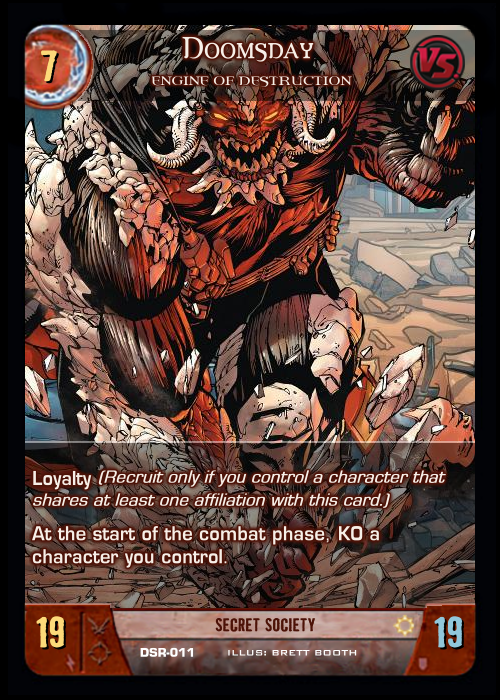 7
DOOMSDAY
VS
ENGINE OF DESTRUCTION
Loyalty (Recruit only if you control a character that
shares at least one affiliation with this card.)
At the start of the combat phase, KO a
character you control.
19
SECRET SOCIETY
19
DSR-011
ILLUS: BRETT BOOTH